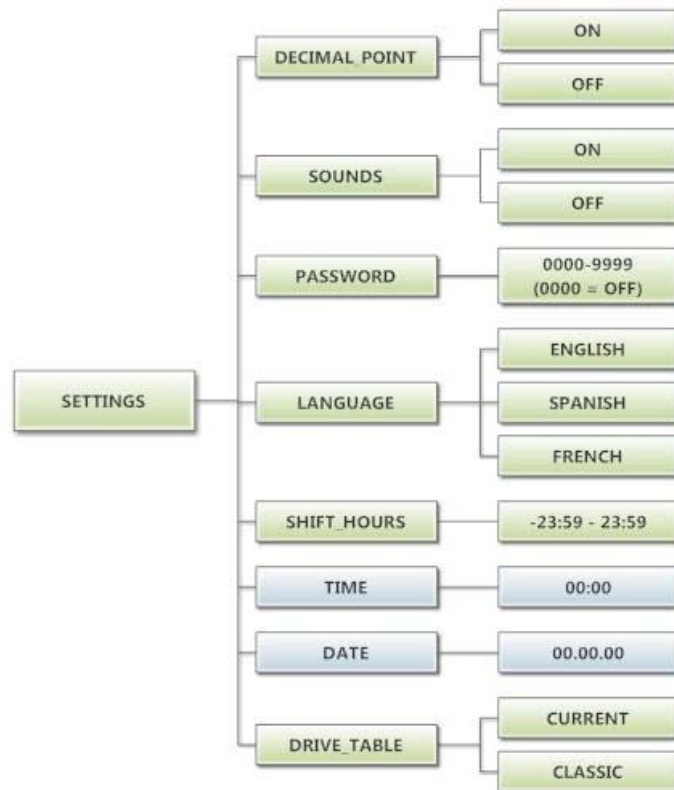 SETTINGS
DECIMAL_POINT
ON
OFF
SOUNDS
ON
OFF
PASSWORD
0000-9999
(0000 = OFF)
LANGUAGE
ENGLISH
SPANISH
FRENCH
SHIFT_HOURS
-23:59 - 23:59
TIME
00:00
DATE
00.00.00
DRIVE_TABLE
CURRENT
CLASSIC